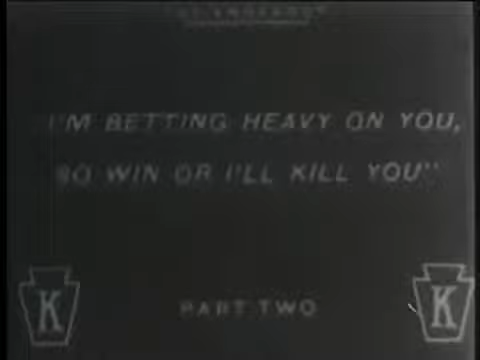 I'M BETTING HEAVY ON YOU,
SO WIN OR I'LL KILL YOU"
PART TWO
K K